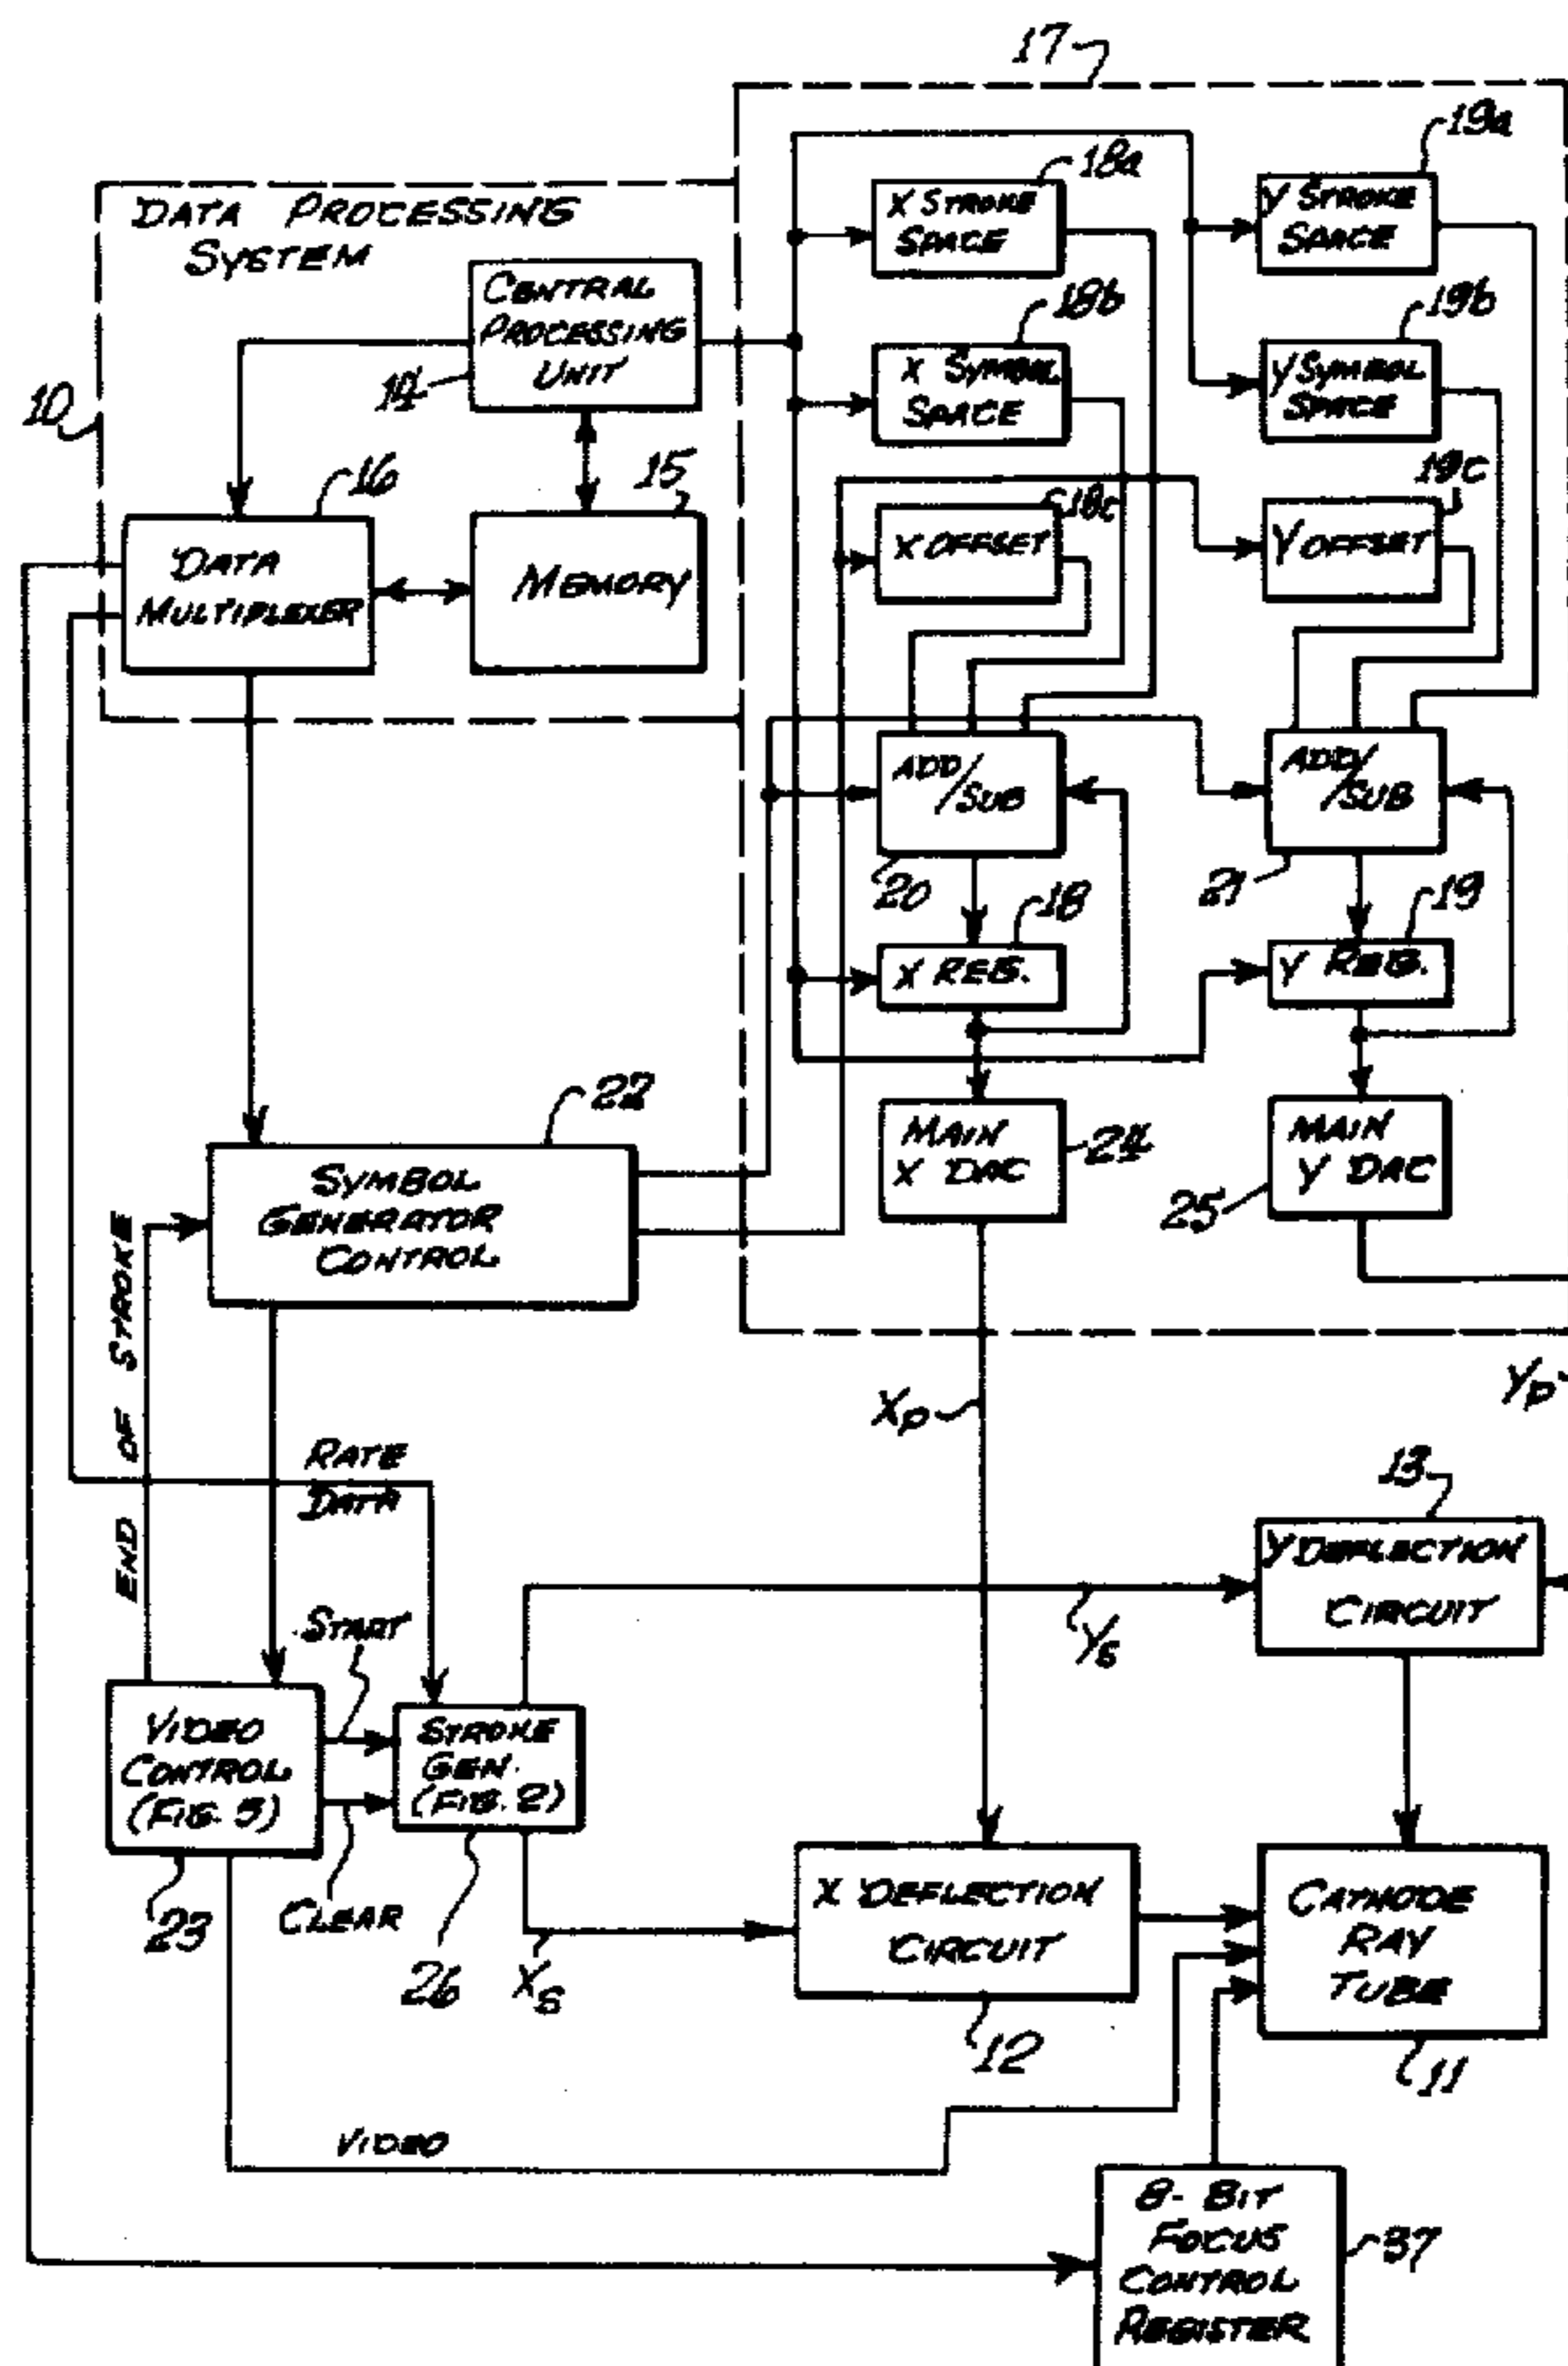 17
DATA PROCESSING
SYSTEM
10
CENTRAL
PROCESSING
UNIT
14
16
DATA
MULTIPLEXER
15
MEMORY
18a
X STROKE
SPACE
19a
Y STROKE
SPACE
18b
X SYMBOL
SPACE
19b
Y SYMBOL
SPACE
18c
X OFFSET
19c
Y OFFSET
ADD
/SUB
20
ADD/
/SUB
21
18
X REG.
19
Y REG.
22
SYMBOL
GENERATOR
CONTROL
MAIN
X DAC
24
MAIN
Y DAC
25
END OF STROKE
Xp
Yp
RATE
DATA
13
Y DEFLECTION
CIRCUIT
START
Ys
VIDEO
CONTROL
(FIG. 5)
23
CLEAR
STROKE
GEN.
(FIG. 2)
26
Xs
X DEFLECTION
CIRCUIT
12
CATHODE
RAY
TUBE
11
VIDEO
8-BIT
FOCUS
CONTROL
REGISTER
37